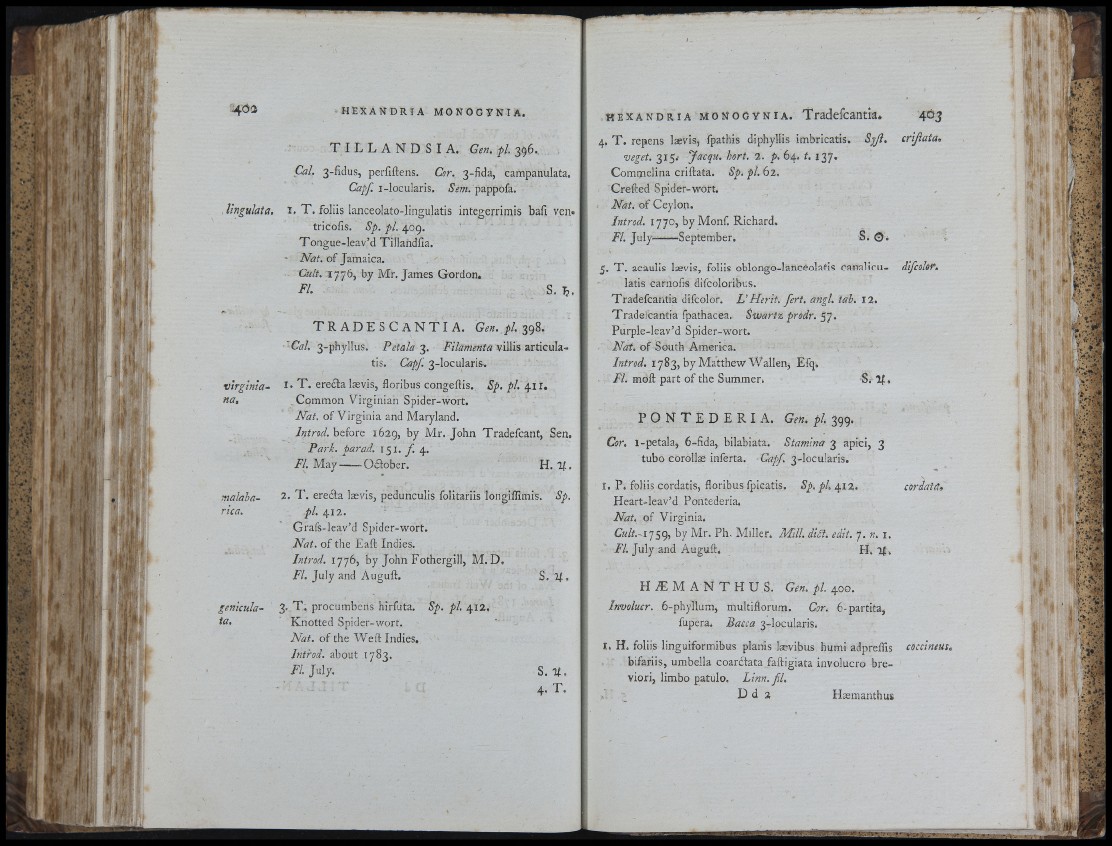 402 HEXANDRIA MONOGYNIA.
TILLANDSIA. Gen. pl. 396.
Cal. 3-fidus, perſiſtens. Cor. 3-fida, campanulata.
Capſ. 1-locularis. Sem. pappoſa.
lingulata. 1. T. foliis lanceolato-lingulatis integerrimis baſi ven-
tricoſis. Sp. pl. 409.
Tongue-leav'd Tillandſia.
Nat. of Jamaica.
Cult. 1776, by Mr. James Gordon.
Fl. S. ♄.
TRADESCANTIA. Gen. pl. 398.
Cal. 3-phyllus. Petala 3. Filamenta villis articula-
tis. Capſ. 3-locularis.
virginia- 1. T. erecta lævis, floribus congeſtis. Sp. pl. 411.
na. Common Virginian Spider-wort.
Nat. of Virginia and Maryland.
Introd. before 1629, by Mr. John Tradeſcant, Sen.
Park. parad. 151. f. 4.
Fl. May——October. H. ♃.
malaba- 2. T. erecta lævis, pedunculis ſolitariis longiſſimis. Sp.
rica. pl. 412.
Graſs-leav'd Spider-wort.
Nat. of the Eaſt Indies.
Introd. 1776, by John Fothergill, M.D.
Fl. July and Auguſt. S. ♃.
genicula- 3. T. procumbens hirſuta. Sp. pl. 412.
ta. Knotted Spider-wort.
Nat. of the Weſt Indies.
Introd. about 1783.
Fl. July. S. ♃.
4. T.
HEXANDRIA MONOGYNIA. Tradeſcantia. 403
4. T. repens lævis, ſpathis diphyllis imbricatis. Syſt. criſtata.
veget. 315. Jacqu. hort. 2. p. 64. t. 137.
Commelina criſtata. Sp. pl. 62.
Creſted Spider-wort.
Nat. of Ceylon.
Introd. 1770, by Monſ. Richard.
Fl. July——September. S. ☉.
5. T. acaulis lævis, foliis oblongo-lanceolatis canalicu- diſcolor.
latis carnoſis diſcoloribus.
Tradeſcantia diſcolor. L'Herit. ſert. angl. tab. 12.
Tradeſcantia ſpathacea. Swartz prodr. 57.
Purple-leav'd Spider-wort.
Nat. of South America.
Introd. 1783, by Matthew Wallen, Eſq.
Fl. moſt part of the Summer. S. ♃.
PONTEDERIA. Gen. pl. 399.
Cor. 1-petala, 6-fida, bilabiata. Stamina 3 apici, 3
tubo corollæ inſerta. Capſ. 3-locularis.
1. P. foliis cordatis, floribus ſpicatis. Sp. pl. 412. cordata.
Heart-leav'd Pontederia.
Nat. of Virginia.
Cult. 1759, by Mr. Ph. Miller. Mill. dict. edit. 7. n. 1.
Fl. July and Auguſt. H. ♃.
HÆMANTHUS. Gen. pl. 400.
Involucr. 6-phyllum, multiflorum. Cor. 6-partita,
ſupera. Bacca 3-locularis.
1. H. foliis linguiformibus planis lævibus humi adpreſſis coccineus.
bifariis, umbella coarctata faſtigiata involucro bre-
viori, limbo patulo. Linn. fil.
D d 2 Hæmanthus